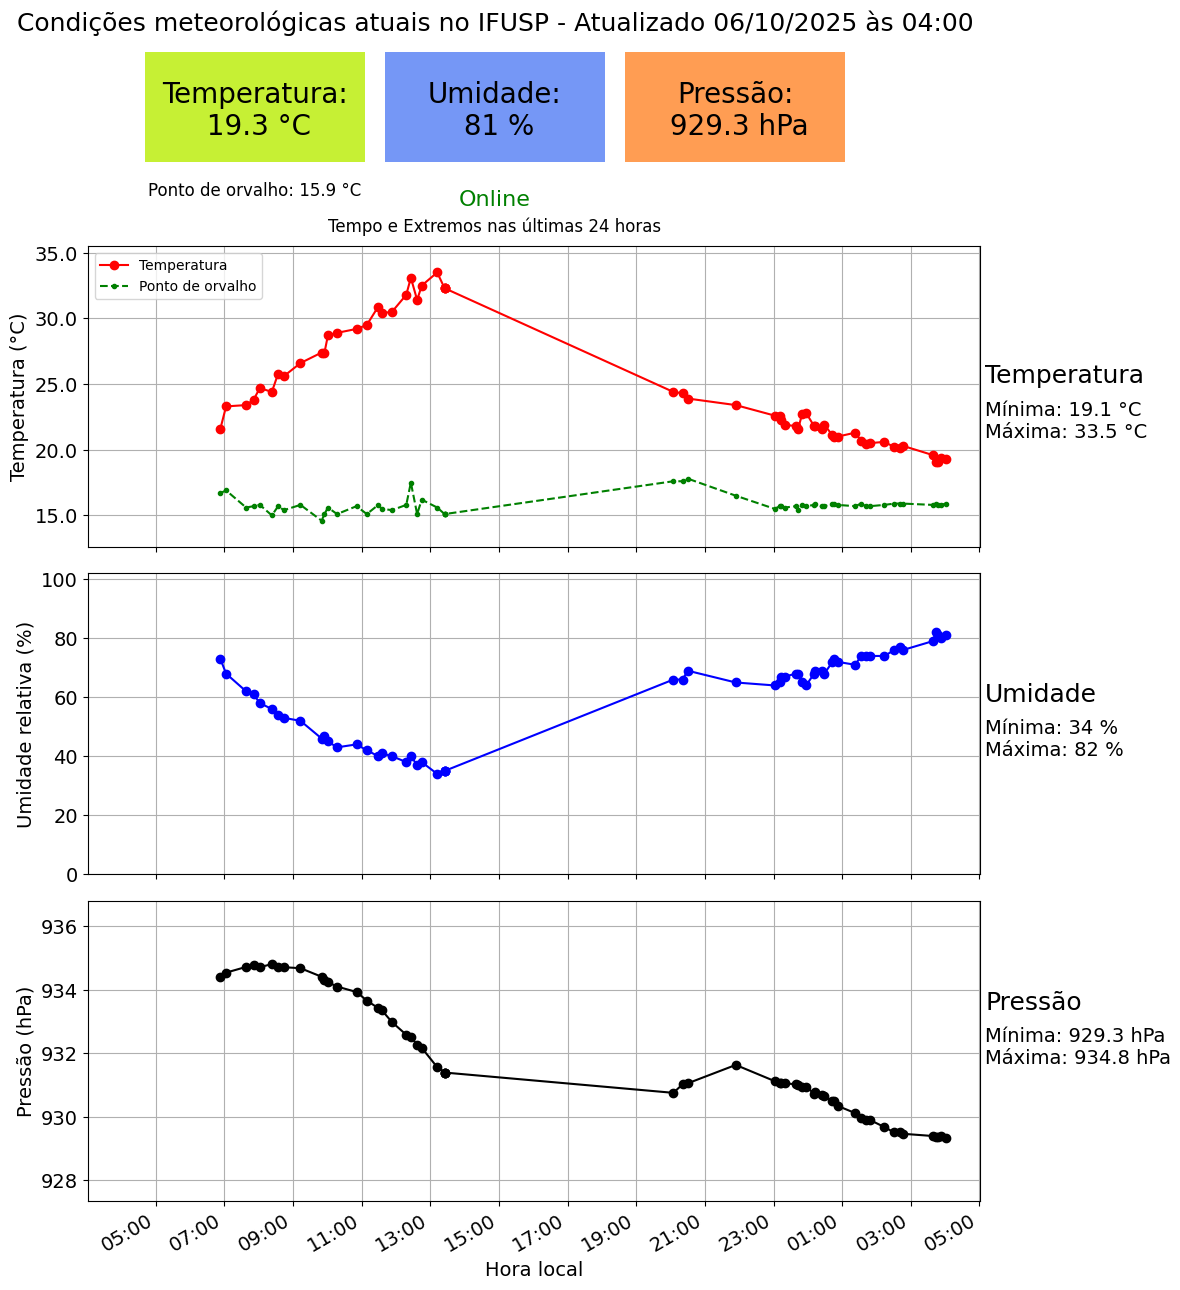 Condições meteorológicas atuais no IFUSP - Atualizado 06/10/2025 às 04:00
Temperatura:
19.3 °C
Umidade:
81 %
Pressão:
929.3 hPa
Ponto de orvalho: 15.9 °C
Online
Tempo e Extremos nas últimas 24 horas
Temperatura
Ponto de orvalho
35.0
30.0
25.0
20.0
15.0
Temperatura (°C)
Temperatura
Mínima: 19.1 °C
Máxima: 33.5 °C
100
80
60
40
20
0
Umidade relativa (%)
Umidade
Mínima: 34 %
Máxima: 82 %
936
934
932
930
928
Pressão (hPa)
Pressão
Mínima: 929.3 hPa
Máxima: 934.8 hPa
05:00
07:00
09:00
11:00
13:00
15:00
17:00
19:00
21:00
23:00
01:00
03:00
05:00
Hora local